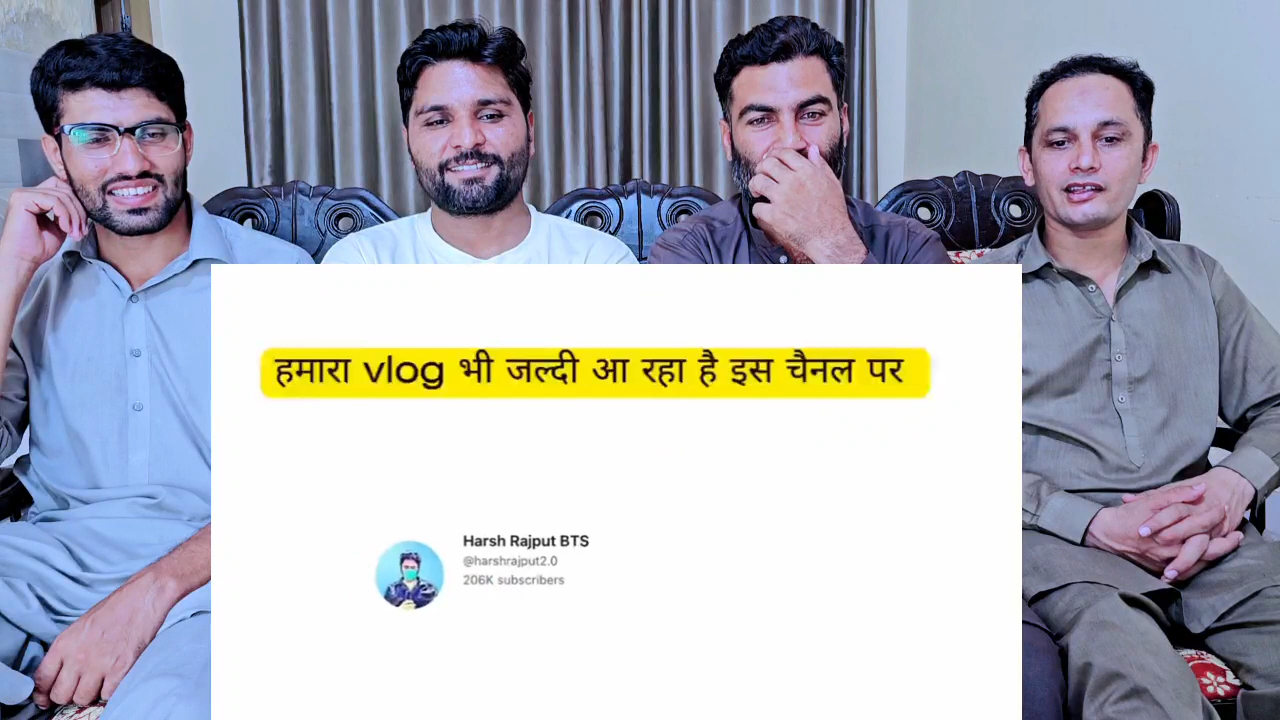 हमारा vlog भी जल्दी आ रहा है इस चैनल पर
Harsh Rajput BTS
@harshrajput2.0
206K subscribers